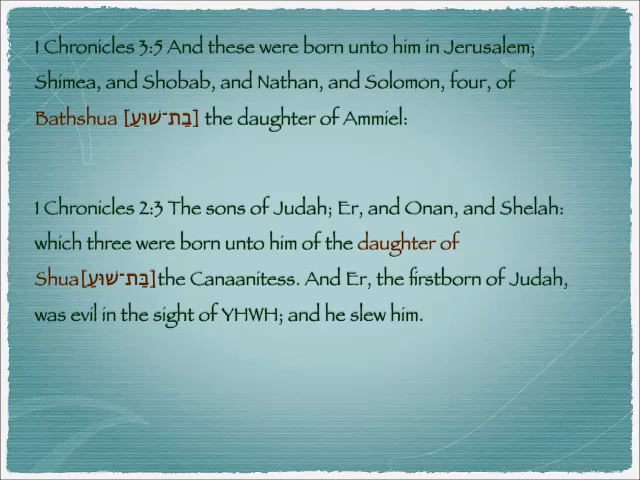 1 Chronicles 3:5 And these were born unto him in Jerusalem;
Shimea, and Shobab, and Nathan, and Solomon, four, of
Bathshua [בַת־שׁוּעַ] the daughter of Ammiel:
1 Chronicles 2:3 The sons of Judah; Er, and Onan, and Shelah:
which three were born unto him of the daughter of
Shua[בַּת־שׁוּעַ]the Canaanitess. And Er, the firstborn of Judah,
was evil in the sight of YHWH; and he slew him.